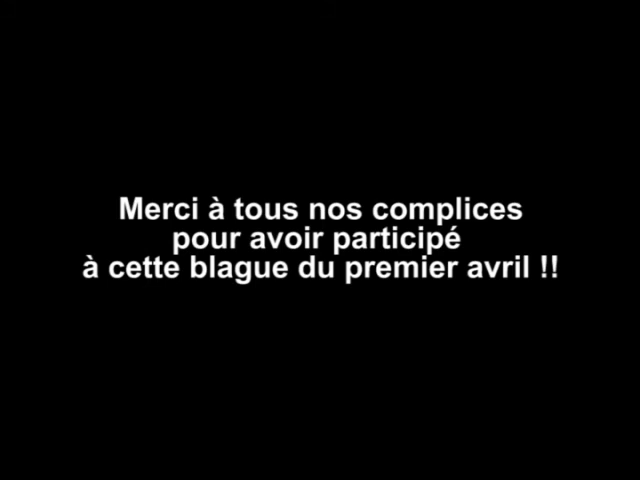 Merci à tous nos complices
pour avoir participé
à cette blague du premier avril !!